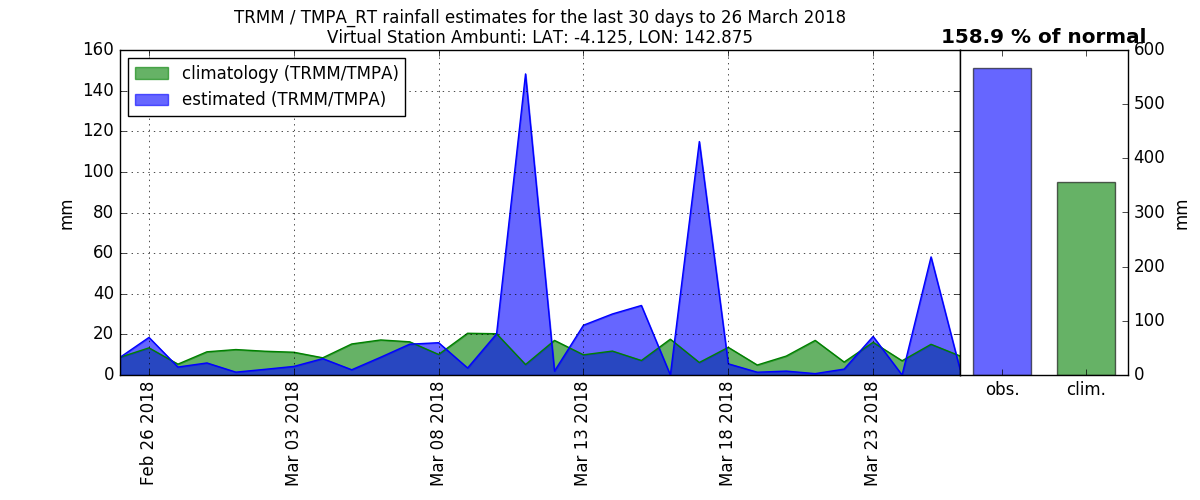 TRMM / TMPA_RT rainfall estimates for the last 30 days to 26 March 2018
Virtual Station Ambunti: LAT: -4.125, LON: 142.875
158.9 % of normal
climatology (TRMM/TMPA)
estimated (TRMM/TMPA)
mm
160
140
120
100
80
60
40
20
0
Feb 26 2018
Mar 03 2018
Mar 08 2018
Mar 13 2018
Mar 18 2018
Mar 23 2018
600
500
400
300
200
100
0
mm
obs.
clim.